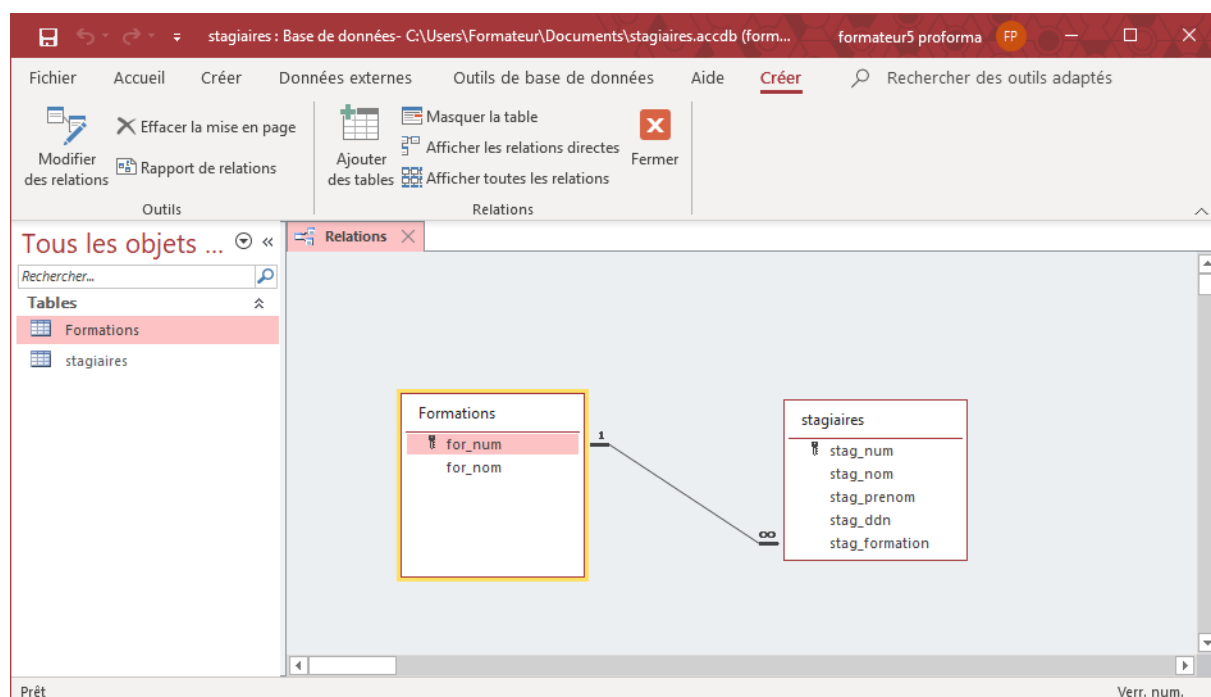 stagiaires : Base de données- C:\Users\Formateur\Documents\stagiaires.accdb (form... formateur5 proforma FP
Fichier Accueil Créer Données externes Outils de base de données Aide Créer Rechercher des outils adaptés
Modifier des relations
Effacer la mise en page
Rapport de relations
Outils
Ajouter des tables
Masquer la table
Afficher les relations directes
Afficher toutes les relations
Fermer
Relations
Tous les objets ... «
Rechercher...
Tables
Formations
stagiaires
Relations
Formations
for_num
for_nom
1
∞
stagiaires
stag_num
stag_nom
stag_prenom
stag_ddn
stag_formation
Prêt
Verr. num.